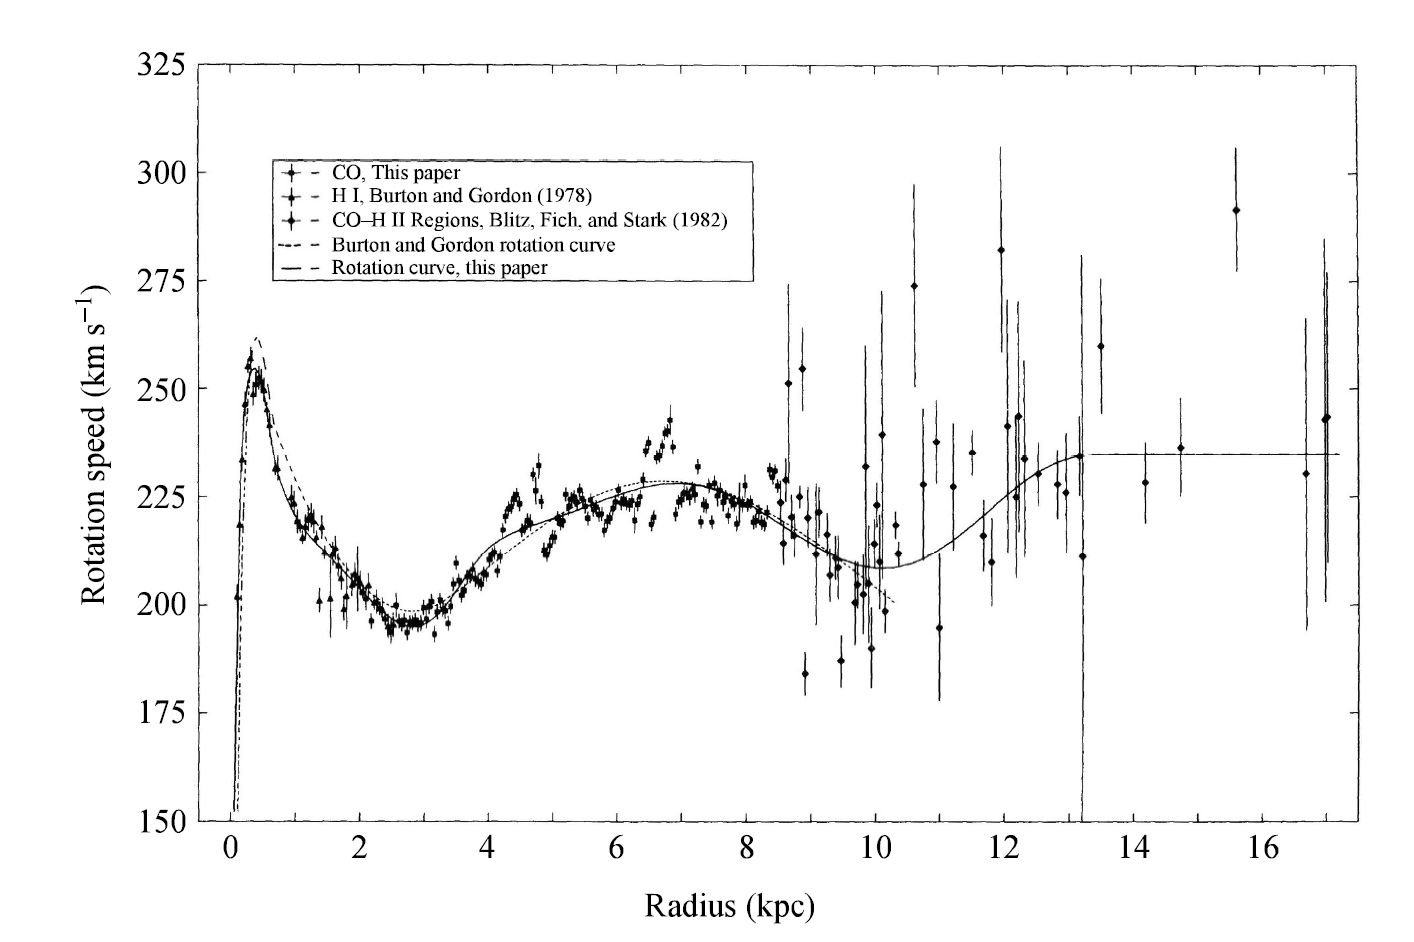 325
300
275
250
225
200
175
150
Rotation speed (km s−1)
CO, This paper
H I, Burton and Gordon (1978)
CO–H II Regions, Blitz, Fich, and Stark (1982)
Burton and Gordon rotation curve
Rotation curve, this paper
0 2 4 6 8 10 12 14 16
Radius (kpc)